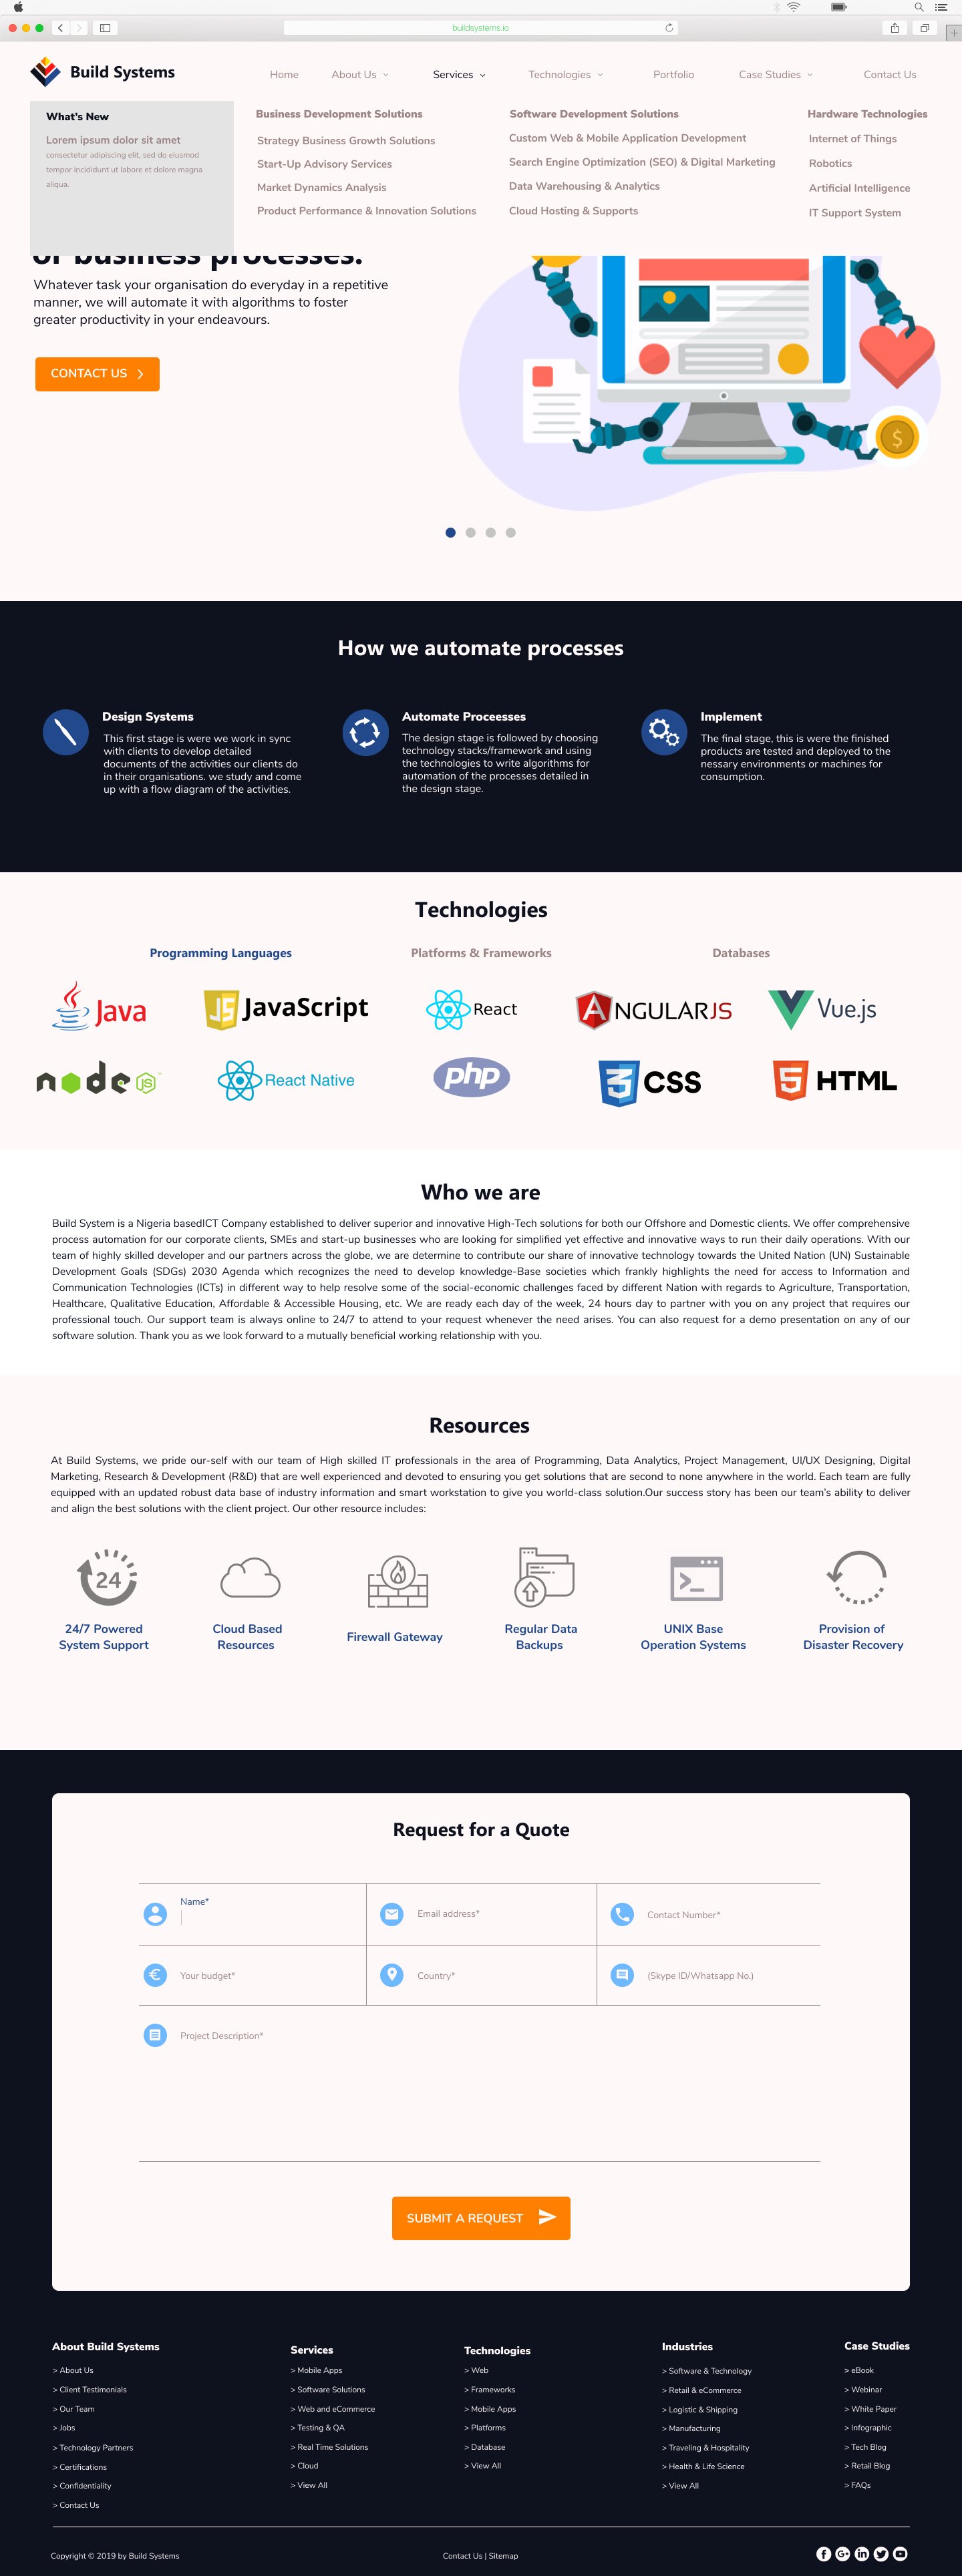 buildsystems.io
Build Systems
Home
About Us
Services
Technologies
Portfolio
Case Studies
Contact Us
What's New
Lorem ipsum dolor sit amet
consectetur adipiscing elit, sed do eiusmod
tempor incididunt ut labore et dolore magna
aliqua.
Business Development Solutions
Strategy Business Growth Solutions
Start-Up Advisory Services
Market Dynamics Analysis
Product Performance & Innovation Solutions
Software Development Solutions
Custom Web & Mobile Application Development
Search Engine Optimization (SEO) & Digital Marketing
Data Warehousing & Analytics
Cloud Hosting & Supports
Hardware Technologies
Internet of Things
Robotics
Artificial Intelligence
IT Support System
of business processes.
Whatever task your organisation do everyday in a repetitive
manner, we will automate it with algorithms to foster
greater productivity in your endeavours.
CONTACT US
$
How we automate processes
Design Systems
This first stage is were we work in sync
with clients to develop detailed
documents of the activities our clients do
in their organisations. we study and come
up with a flow diagram of the activities.
Automate Proceesses
The design stage is followed by choosing
technology stacks/framework and using
the technologies to write algorithms for
automation of the processes detailed in
the design stage.
Implement
The final stage, this is were the finished
products are tested and deployed to the
nessary environments or machines for
consumption.
Technologies
Programming Languages
Platforms & Frameworks
Databases
Java
JS JavaScript
React
ANGULARJS
Vue.js
node JS ™
React Native
php
3 CSS
5 HTML
Who we are
Build System is a Nigeria basedICT Company established to deliver superior and innovative High-Tech solutions for both our Offshore and Domestic clients. We offer comprehensive
process automation for our corporate clients, SMEs and start-up businesses who are looking for simplified yet effective and innovative ways to run their daily operations. With our
team of highly skilled developer and our partners across the globe, we are determine to contribute our share of innovative technology towards the United Nation (UN) Sustainable
Development Goals (SDGs) 2030 Agenda which recognizes the need to develop knowledge-Base societies which frankly highlights the need for access to Information and
Communication Technologies (ICTs) in different way to help resolve some of the social-economic challenges faced by different Nation with regards to Agriculture, Transportation,
Healthcare, Qualitative Education, Affordable & Accessible Housing, etc. We are ready each day of the week, 24 hours day to partner with you on any project that requires our
professional touch. Our support team is always online to 24/7 to attend to your request whenever the need arises. You can also request for a demo presentation on any of our
software solution. Thank you as we look forward to a mutually beneficial working relationship with you.
Resources
At Build Systems, we pride our-self with our team of High skilled IT professionals in the area of Programming, Data Analytics, Project Management, UI/UX Designing, Digital
Marketing, Research & Development (R&D) that are well experienced and devoted to ensuring you get solutions that are second to none anywhere in the world. Each team are fully
equipped with an updated robust data base of industry information and smart workstation to give you world-class solution.Our success story has been our team's ability to deliver
and align the best solutions with the client project. Our other resource includes:
24
24/7 Powered
System Support
Cloud Based
Resources
Firewall Gateway
Regular Data
Backups
UNIX Base
Operation Systems
Provision of
Disaster Recovery
Request for a Quote
Name*
Email address*
Contact Number*
€
Your budget*
Country*
(Skype ID/Whatsapp No.)
Project Description*
SUBMIT A REQUEST
About Build Systems
> About Us
> Client Testimonials
> Our Team
> Jobs
> Technology Partners
> Certifications
> Confidentiality
> Contact Us
Services
> Mobile Apps
> Software Solutions
> Web and eCommerce
> Testing & QA
> Real Time Solutions
> Cloud
> View All
Technologies
> Web
> Frameworks
> Mobile Apps
> Platforms
> Database
> View All
Industries
> Software & Technology
> Retail & eCommerce
> Logistic & Shipping
> Manufacturing
> Traveling & Hospitality
> Health & Life Science
> View All
Case Studies
> eBook
> Webinar
> White Paper
> Infographic
> Tech Blog
> Retail Blog
> FAQs
Copyright © 2019 by Build Systems
Contact Us | Sitemap